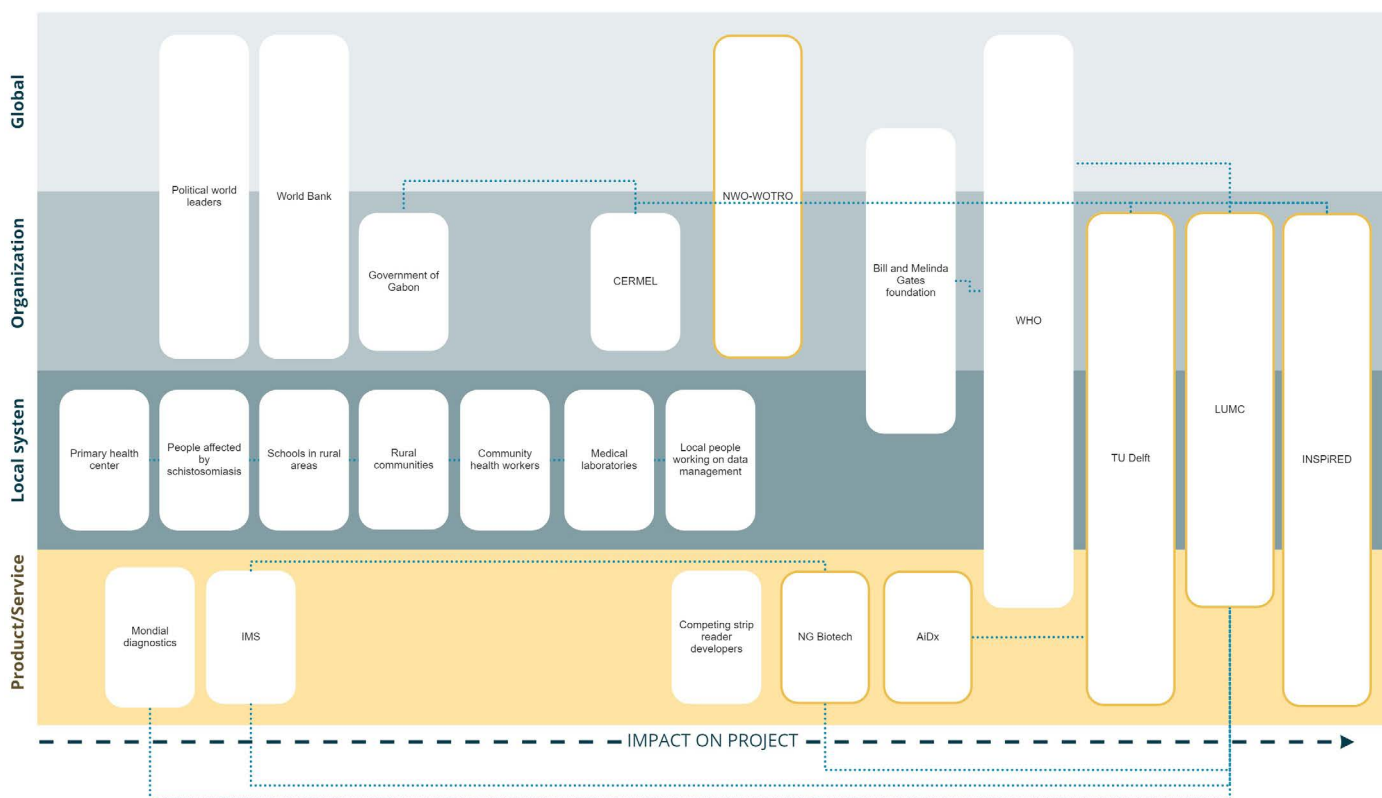 Global
Political world
leaders
World Bank
NWO-WOTRO
Organization
Government of
Gabon
CERMEL
Bill and Melinda
Gates
foundation
WHO
Local systen
Primary health
center
People affected
by
schistosomiasis
Schools in rural
areas
Rural
communities
Community
health workers
Medical
laboratories
Local people
working on data
management
TU Delft
LUMC
INSPiRED
Product/Service
Mondial
diagnostics
IMS
Competing strip
reader
developers
NG Biotech
AiDx
IMPACT ON PROJECT